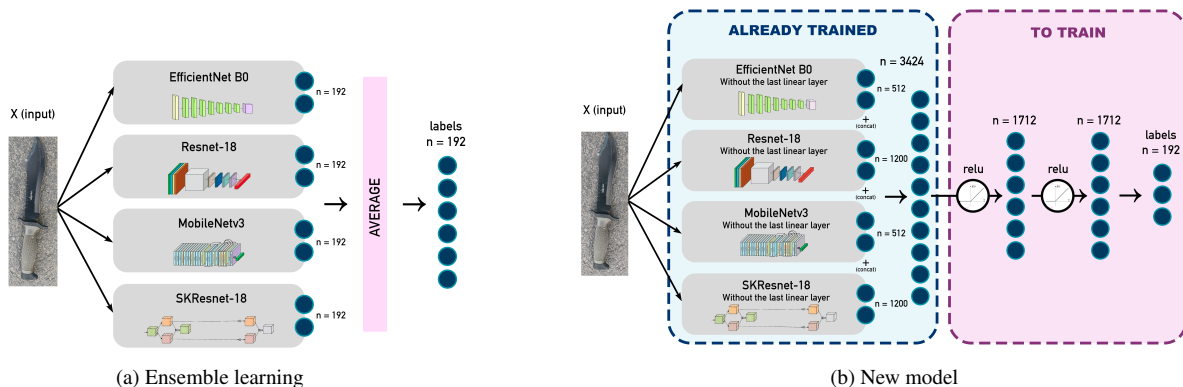 X (input)
EfficientNet B0
n = 192
Resnet-18
n = 192
MobileNetv3
n = 192
SKResnet-18
n = 192
AVERAGE
labels
n = 192
(a) Ensemble learning
ALREADY TRAINED
TO TRAIN
X (input)
EfficientNet B0
Without the last linear layer
n = 3424
n = 512
+
(concat)
Resnet-18
Without the last linear layer
n = 1200
+
(concat)
MobileNetv3
Without the last linear layer
n = 512
+
(concat)
SKResnet-18
Without the last linear layer
n = 1200
relu
n = 1712
relu
n = 1712
labels
n = 192
(b) New model